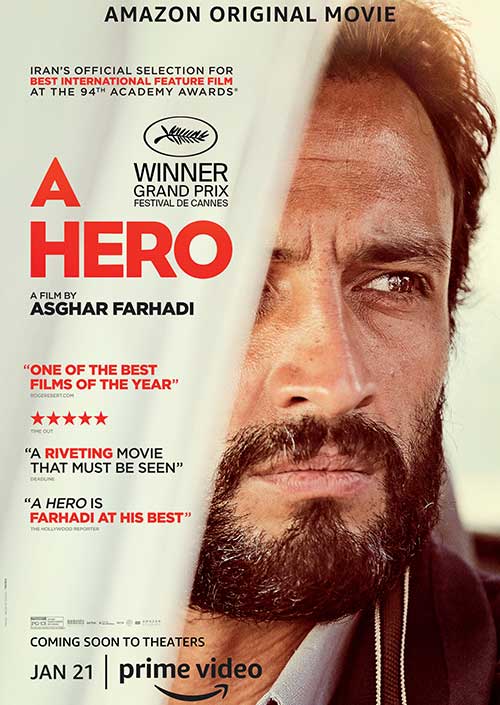 AMAZON ORIGINAL MOVIE
IRAN'S OFFICIAL SELECTION FOR
BEST INTERNATIONAL FEATURE FILM
AT THE 94TH ACADEMY AWARDS®
WINNER
GRAND PRIX
FESTIVAL DE CANNES
A
HERO
A FILM BY
ASGHAR FARHADI
"ONE OF THE BEST
FILMS OF THE YEAR"
ROGEREBERT.COM
★★★★★
TIME OUT
"A RIVETING MOVIE
THAT MUST BE SEEN"
DEADLINE
"A HERO IS
FARHADI AT HIS BEST"
THE HOLLYWOOD REPORTER
PG-13
COMING SOON TO THEATERS
JAN 21 | prime video